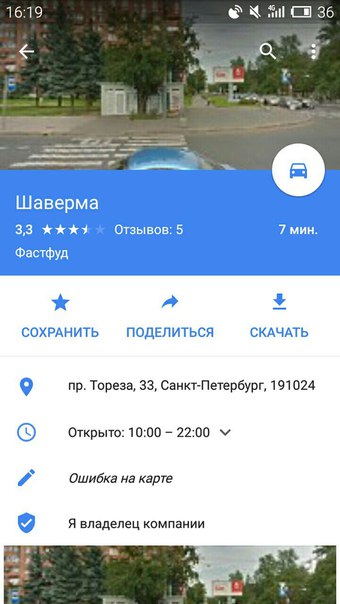 16:19
4G
36
Шаверма
3,3
Отзывов: 5
7 мин.
Фастфуд
СОХРАНИТЬ
ПОДЕЛИТЬСЯ
СКАЧАТЬ
пр. Тореза, 33, Санкт-Петербург, 191024
Открыто: 10:00 – 22:00
Ошибка на карте
Я владелец компании